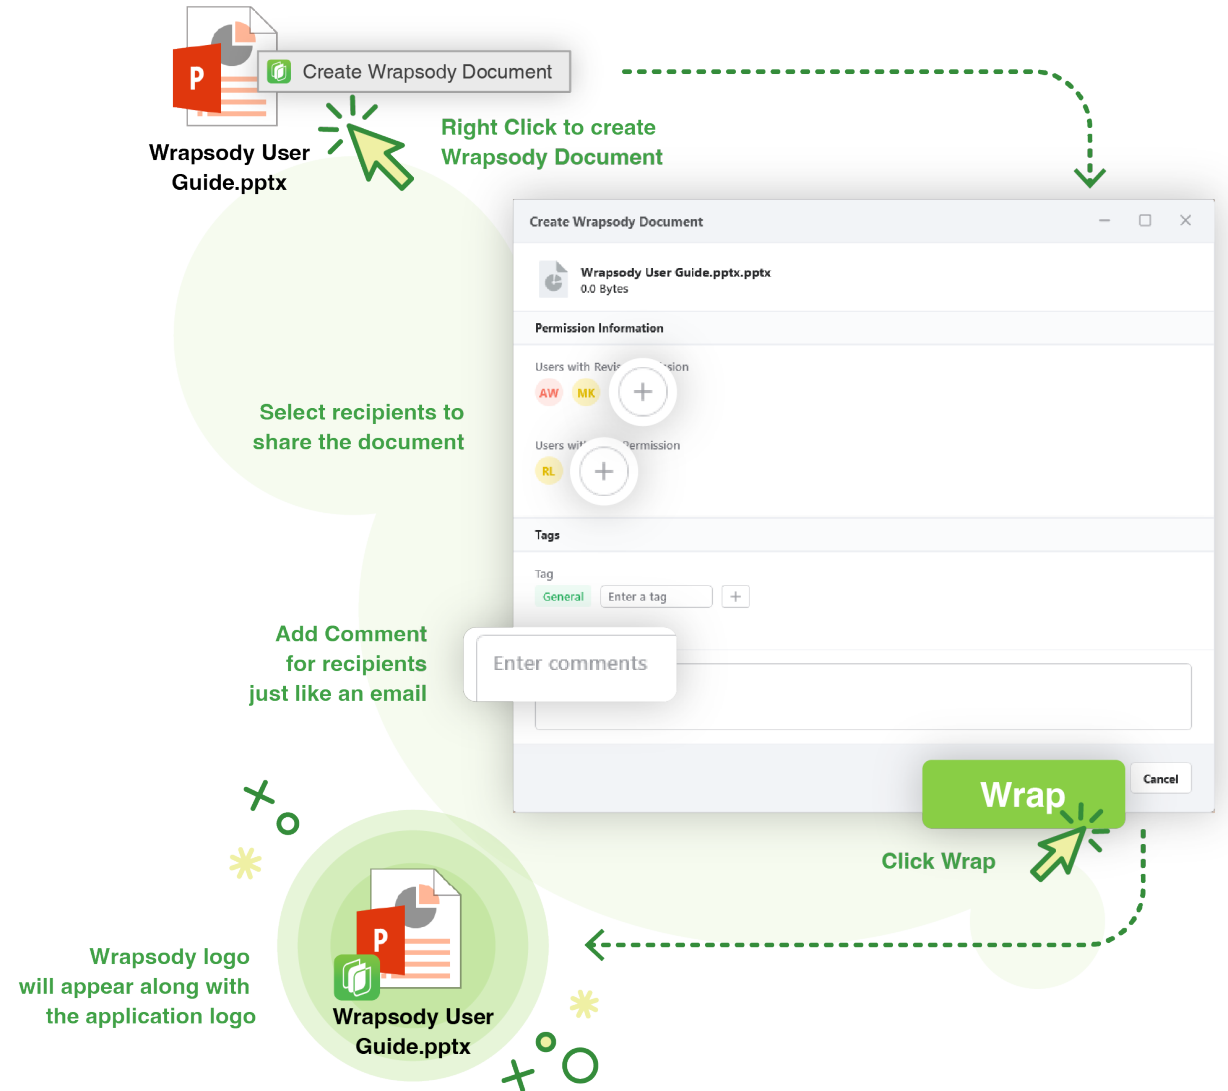 P
Create Wrapsody Document
Wrapsody User
Guide.pptx
Right Click to create
Wrapsody Document
Create Wrapsody Document
Wrapsody User Guide.pptx.pptx
0.0 Bytes
Permission Information
Users with
AW MK
Select recipients to
share the document
Users Permission
RL
Tags
Tag
General Enter a tag
Add Comment
for recipients
just like an email
Enter comments
Wrap
Cancel
Click Wrap
P
Wrapsody logo
will appear along with
the application logo
Wrapsody User
Guide.pptx